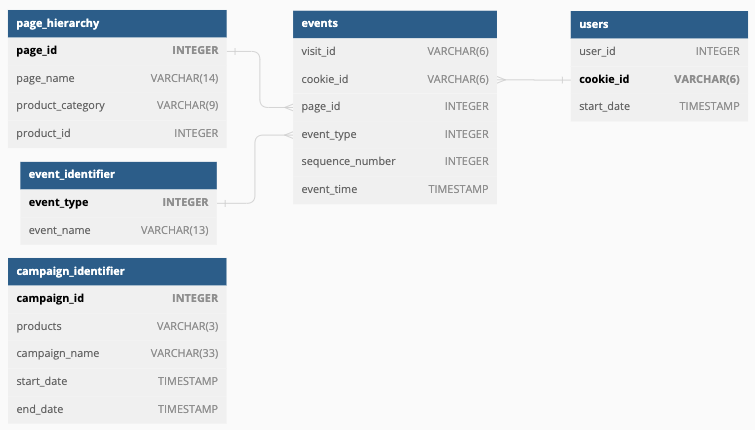 page_hierarchy
page_id INTEGER
page_name VARCHAR(14)
product_category VARCHAR(9)
product_id INTEGER
event_identifier
event_type INTEGER
event_name VARCHAR(13)
campaign_identifier
campaign_id INTEGER
products VARCHAR(3)
campaign_name VARCHAR(33)
start_date TIMESTAMP
end_date TIMESTAMP
events
visit_id VARCHAR(6)
cookie_id VARCHAR(6)
page_id INTEGER
event_type INTEGER
sequence_number INTEGER
event_time TIMESTAMP
users
user_id INTEGER
cookie_id VARCHAR(6)
start_date TIMESTAMP